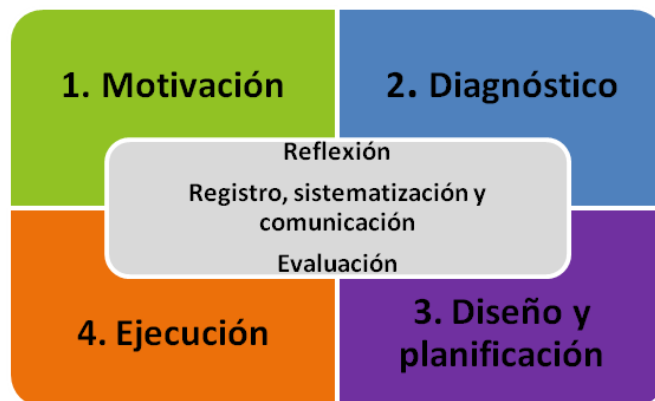 1. Motivación
2. Diagnóstico
Reflexión
Registro, sistematización y
comunicación
Evaluación
4. Ejecución
3. Diseño y
planificación